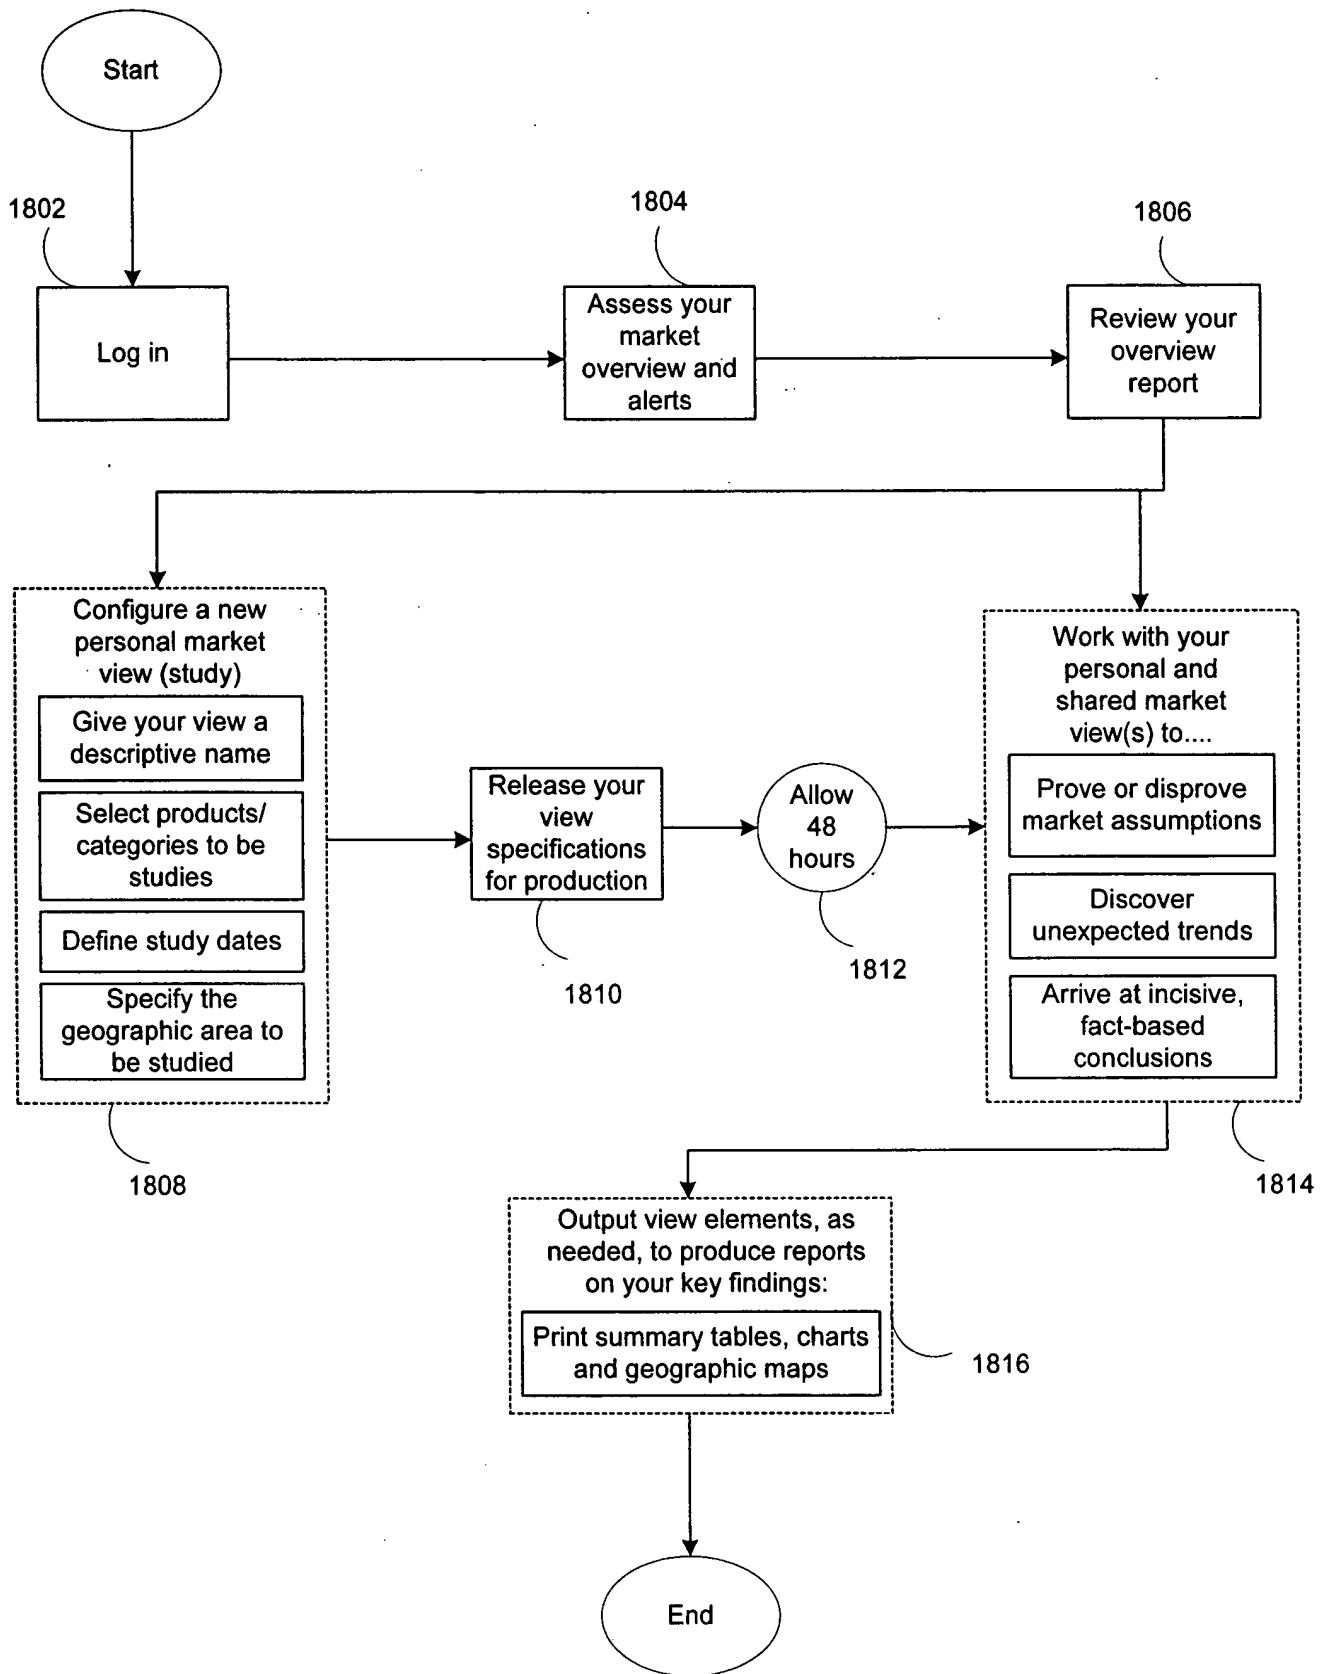 Start
1802
1804
1806
Log in
Assess your
market
overview and
alerts
Review your
overview
report
Configure a new
personal market
view (study)
Give your view a
descriptive name
Select products/
categories to be
studies
Define study dates
Specify the
geographic area to
be studied
1808
Release your
view
specifications
for production
1810
Allow
48
hours
1812
Work with your
personal and
shared market
view(s) to....
Prove or disprove
market assumptions
Discover
unexpected trends
Arrive at incisive,
fact-based
conclusions
1814
Output view elements, as
needed, to produce reports
on your key findings:
Print summary tables, charts
and geographic maps
1816
End